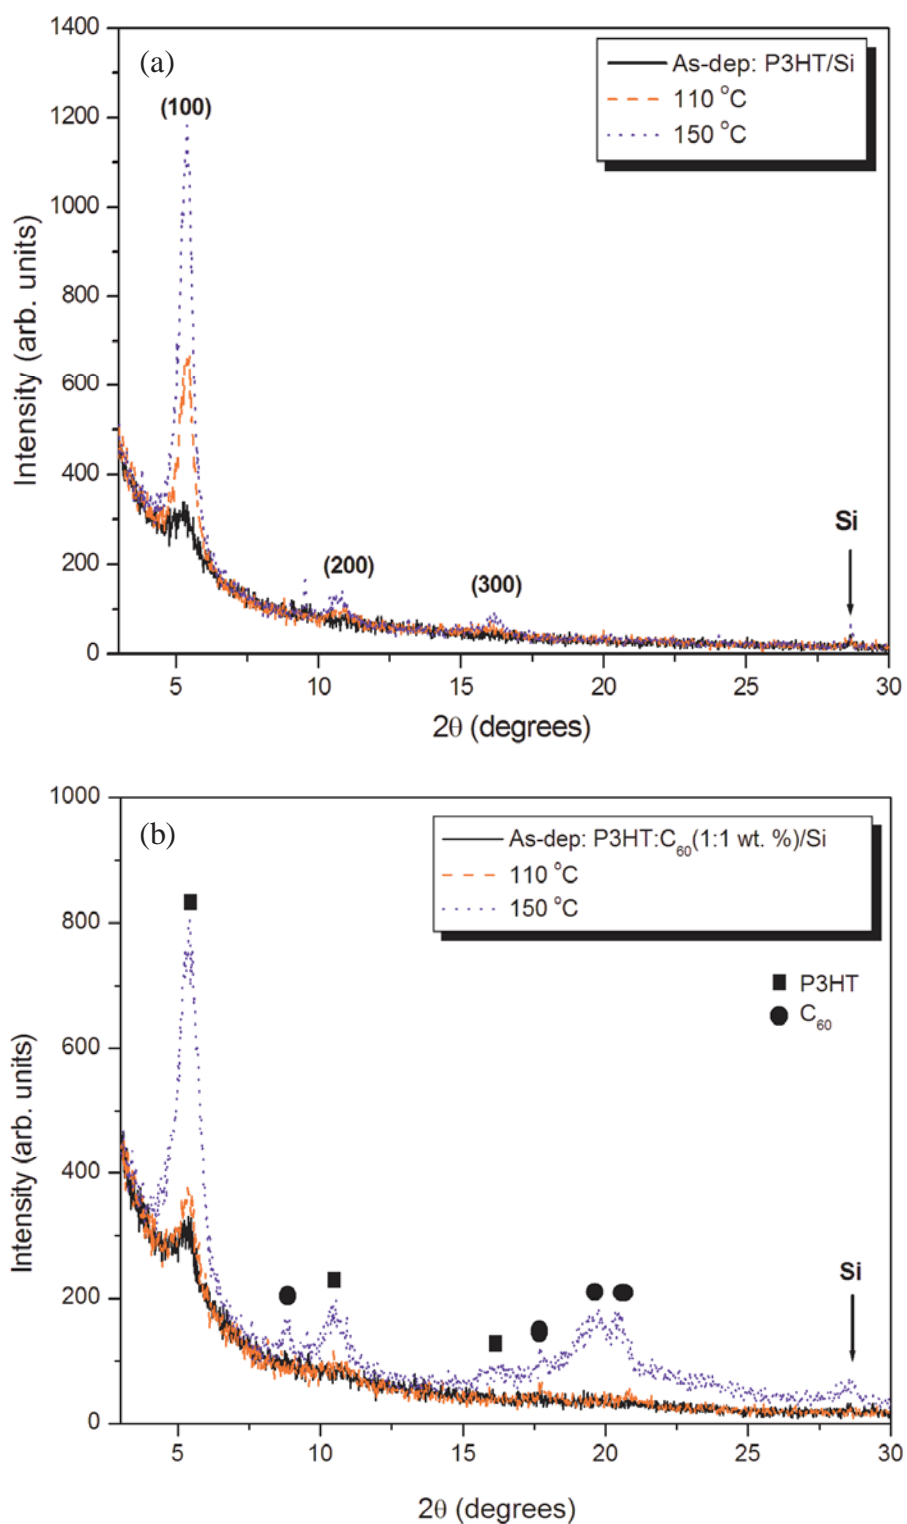 (a)
1400
1200
1000
800
600
400
200
0
Intensity (arb. units)
As-dep: P3HT/Si
110 °C
150 °C
(100)
(200)
(300)
Si
5
10
15
20
25
30
2θ (degrees)
(b)
1000
800
600
400
200
0
Intensity (arb. units)
As-dep: P3HT:C₆₀(1:1 wt. %)/Si
110 °C
150 °C
P3HT
C₆₀
Si
5
10
15
20
25
30
2θ (degrees)